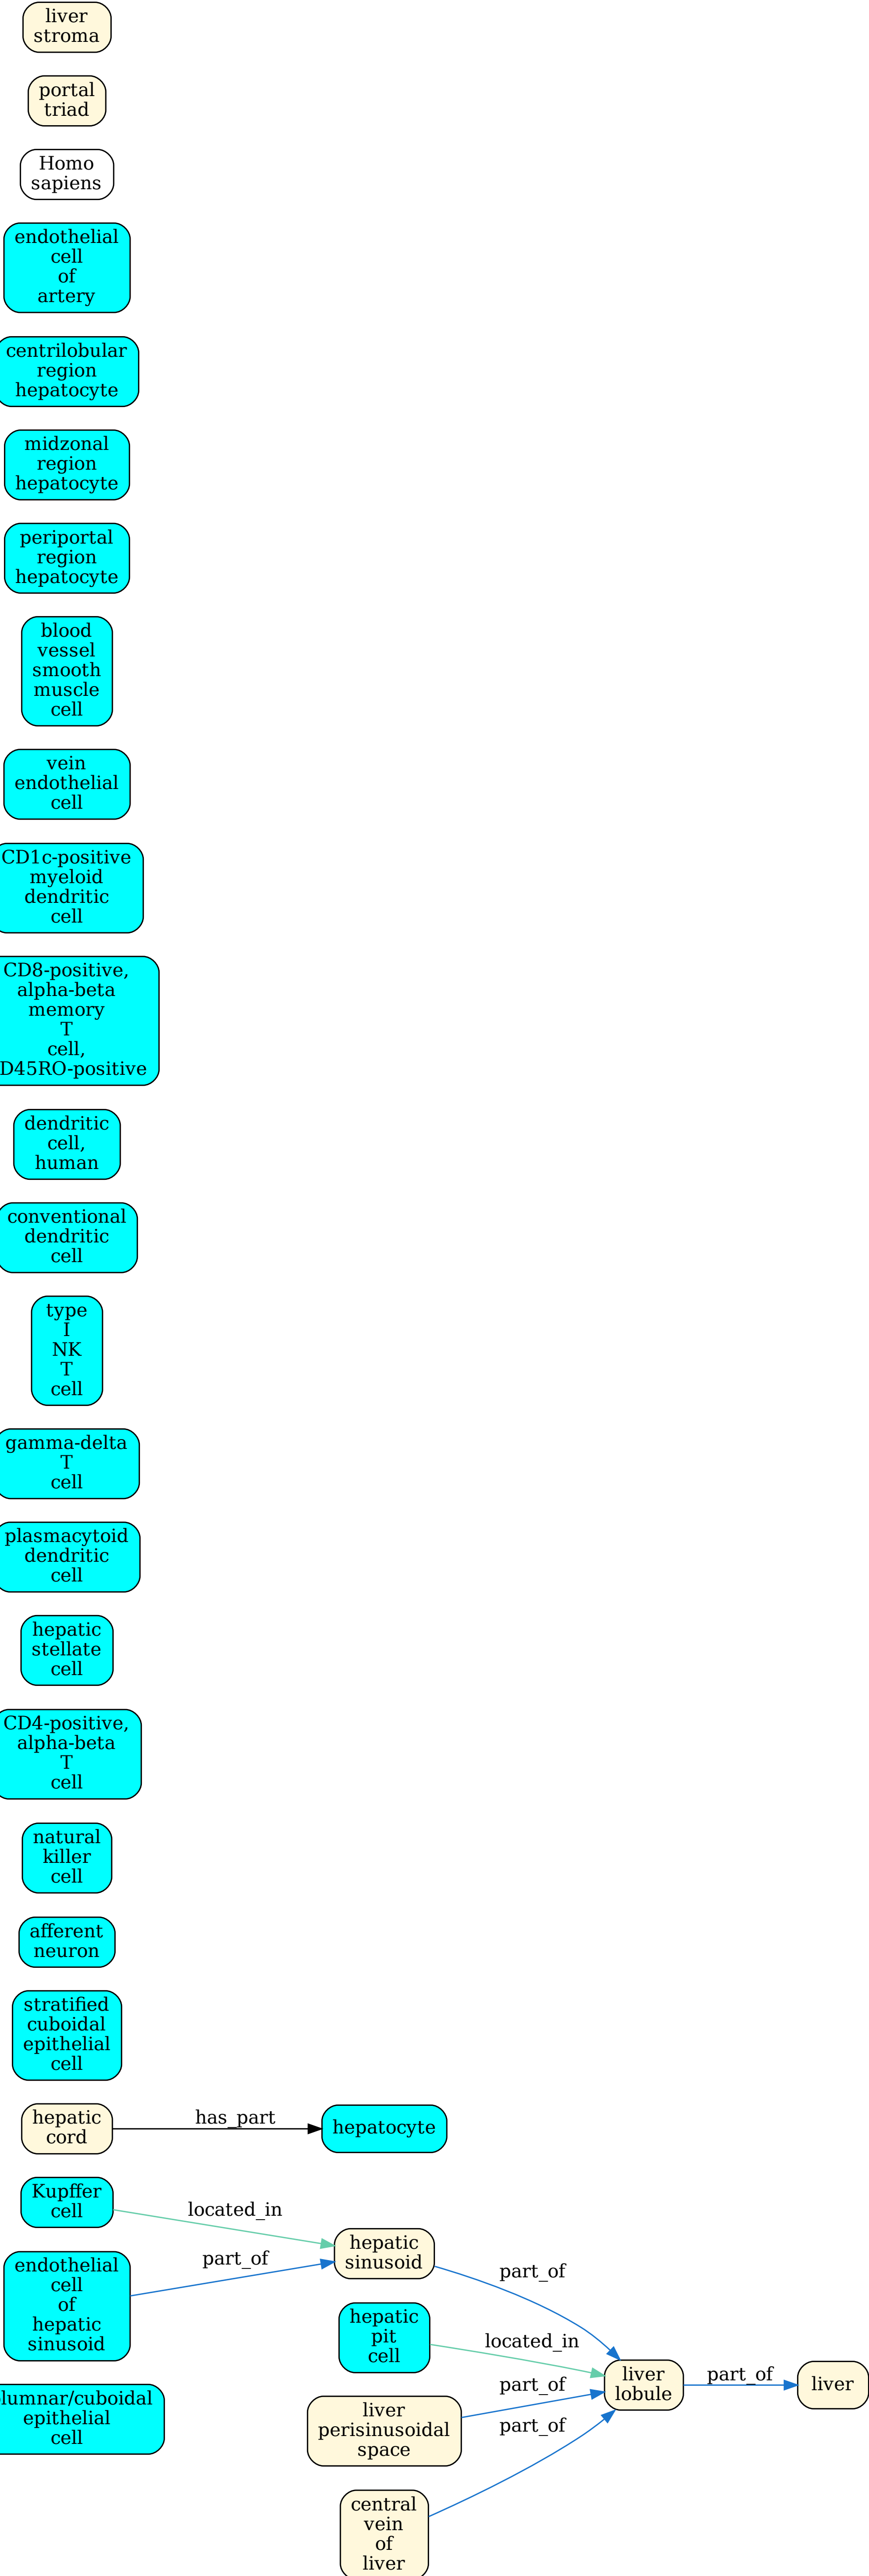 liver
stroma
portal
triad
Homo
sapiens
endothelial
cell
of
artery
centrilobular
region
hepatocyte
midzonal
region
hepatocyte
periportal
region
hepatocyte
blood
vessel
smooth
muscle
cell
vein
endothelial
cell
CD1c-positive
myeloid
dendritic
cell
CD8-positive,
alpha-beta
memory
T
cell,
D45RO-positive
dendritic
cell,
human
conventional
dendritic
cell
type
I
NK
T
cell
gamma-delta
T
cell
plasmacytoid
dendritic
cell
hepatic
stellate
cell
CD4-positive,
alpha-beta
T
cell
natural
killer
cell
afferent
neuron
stratified
cuboidal
epithelial
cell
hepatic
cord
has_part
hepatocyte
Kupffer
cell
located_in
endothelial
cell
of
hepatic
sinusoid
part_of
hepatic
sinusoid
part_of
hepatic
pit
cell
located_in
liver
perisinusoidal
space
part_of
central
vein
of
liver
part_of
liver
lobule
part_of
liver
lumnar/cuboidal
epithelial
cell